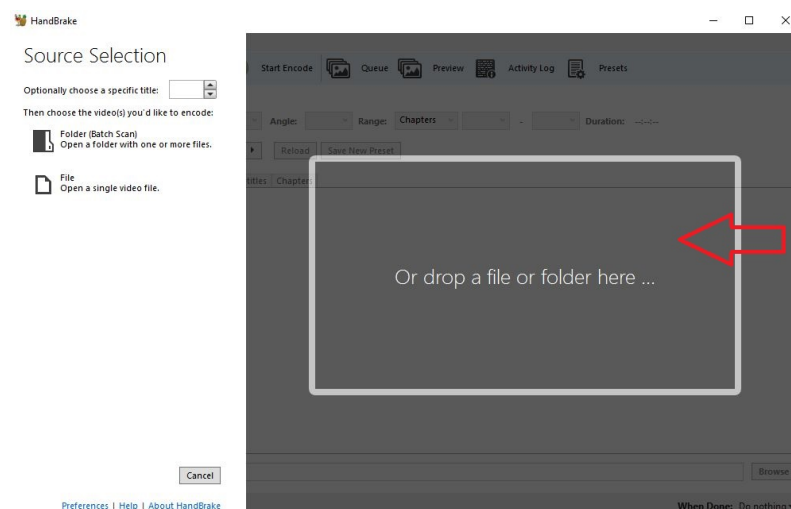 HandBrake
Source Selection
Optionally choose a specific title:
Then choose the video(s) you'd like to encode:
Folder (Batch Scan)
Open a folder with one or more files.
File
Open a single video file.
Cancel
Preferences | Help | About HandBrake
Start Encode Queue Preview Activity Log Presets
Angle: Range: Chapters - Duration: --:--:--
Reload Save New Preset
Chapters
Or drop a file or folder here ...
Browse
When Done: Do nothing